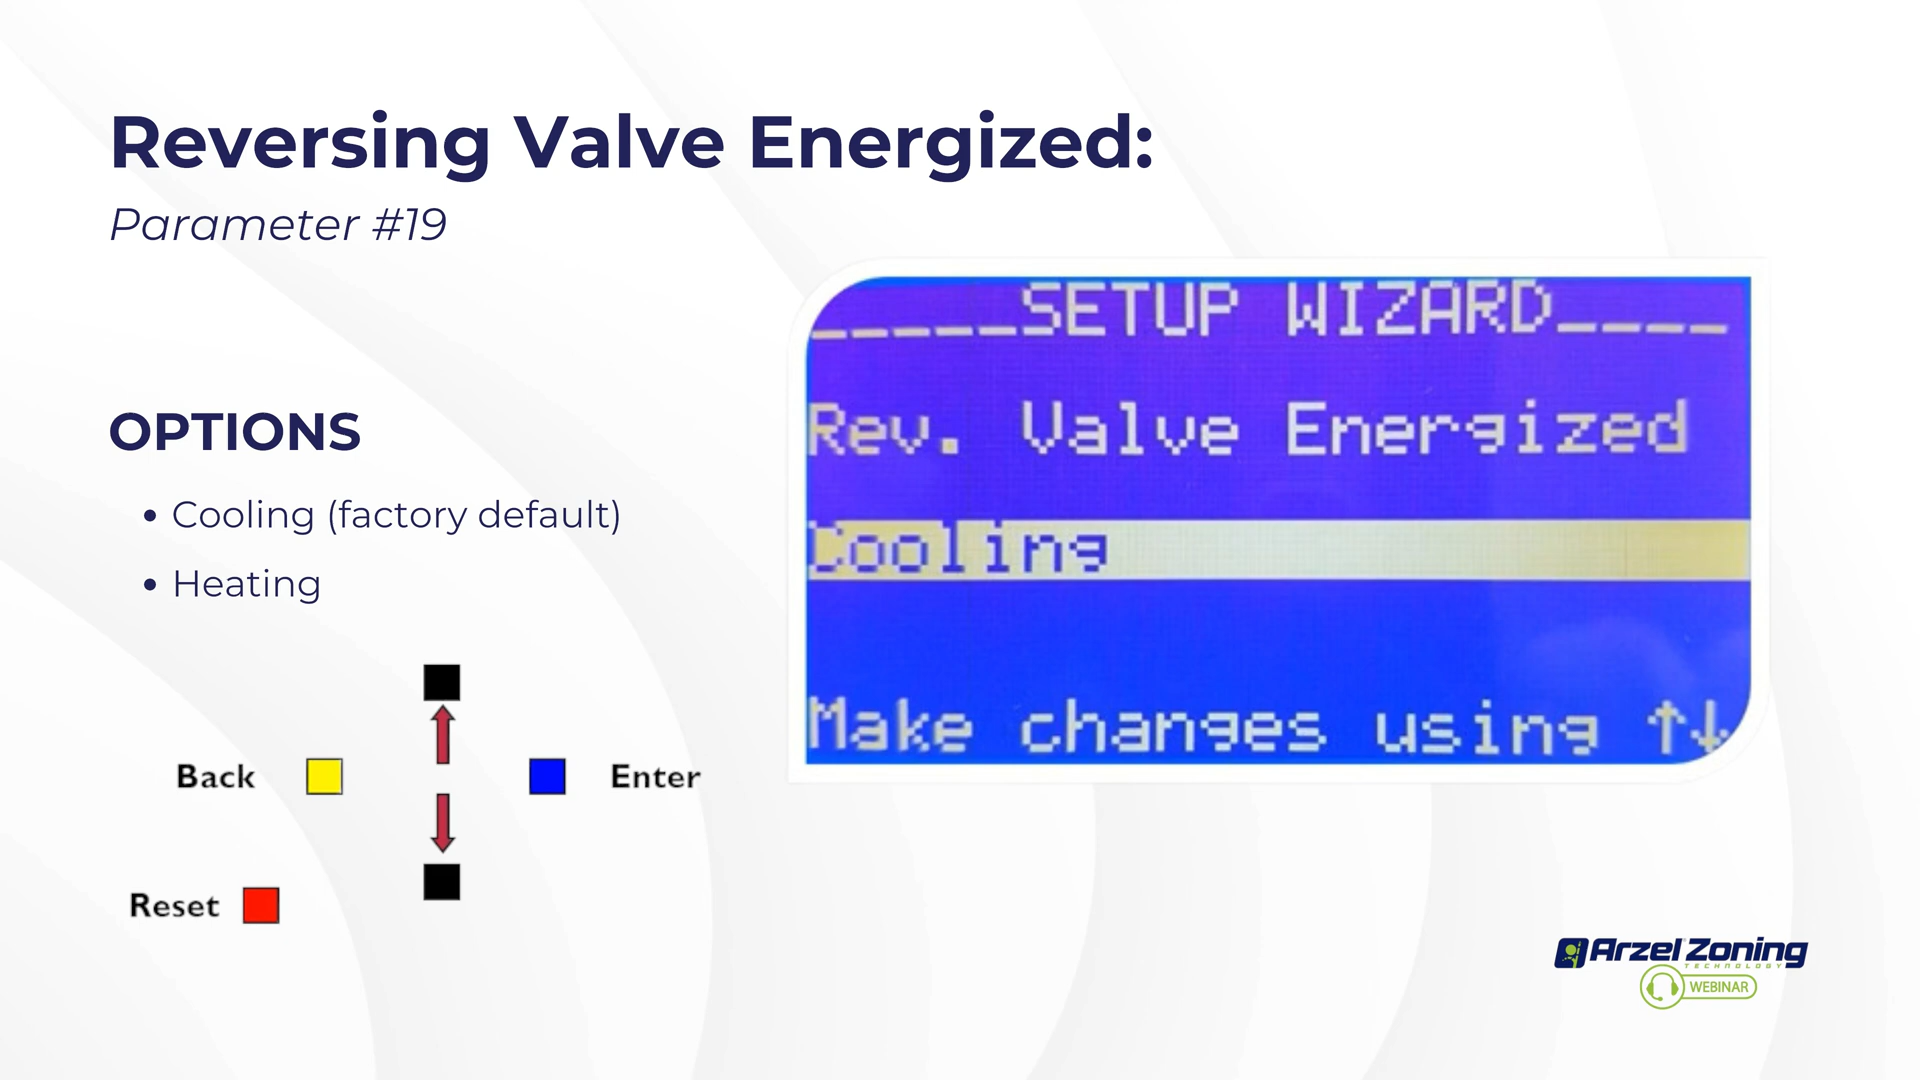 Reversing Valve Energized:
Parameter #19
OPTIONS
• Cooling (factory default)
• Heating
Back
Enter
Reset
_____SETUP WIZARD____
Rev. Valve Energized
Cooling
Make changes using ↑↓
Arzel Zoning
TECHNOLOGY
WEBINAR